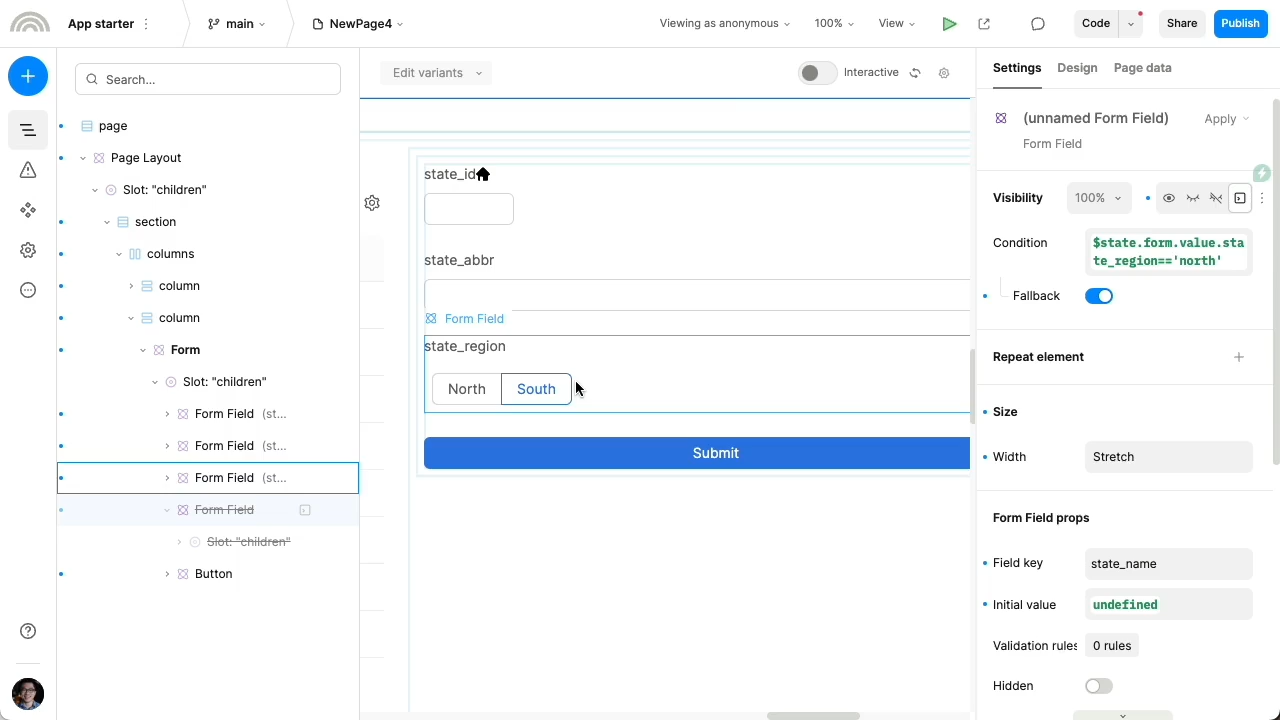 App starter
main
NewPage4
Viewing as anonymous
100%
View
Code
Share
Publish
Search...
page
Page Layout
Slot: "children"
section
columns
column
column
Form
Slot: "children"
Form Field (st...
Form Field (st...
Form Field (st...
Form Field
Slot: "children"
Button
Edit variants
Interactive
state_id
state_abbr
Form Field
state_region
North
South
Submit
Settings
Design
Page data
(unnamed Form Field)
Apply
Form Field
Visibility
100%
Condition
$state.form.value.sta
te_region=='north'
Fallback
Repeat element
Size
Width
Stretch
Form Field props
Field key
state_name
Initial value
undefined
Validation rules
0 rules
Hidden